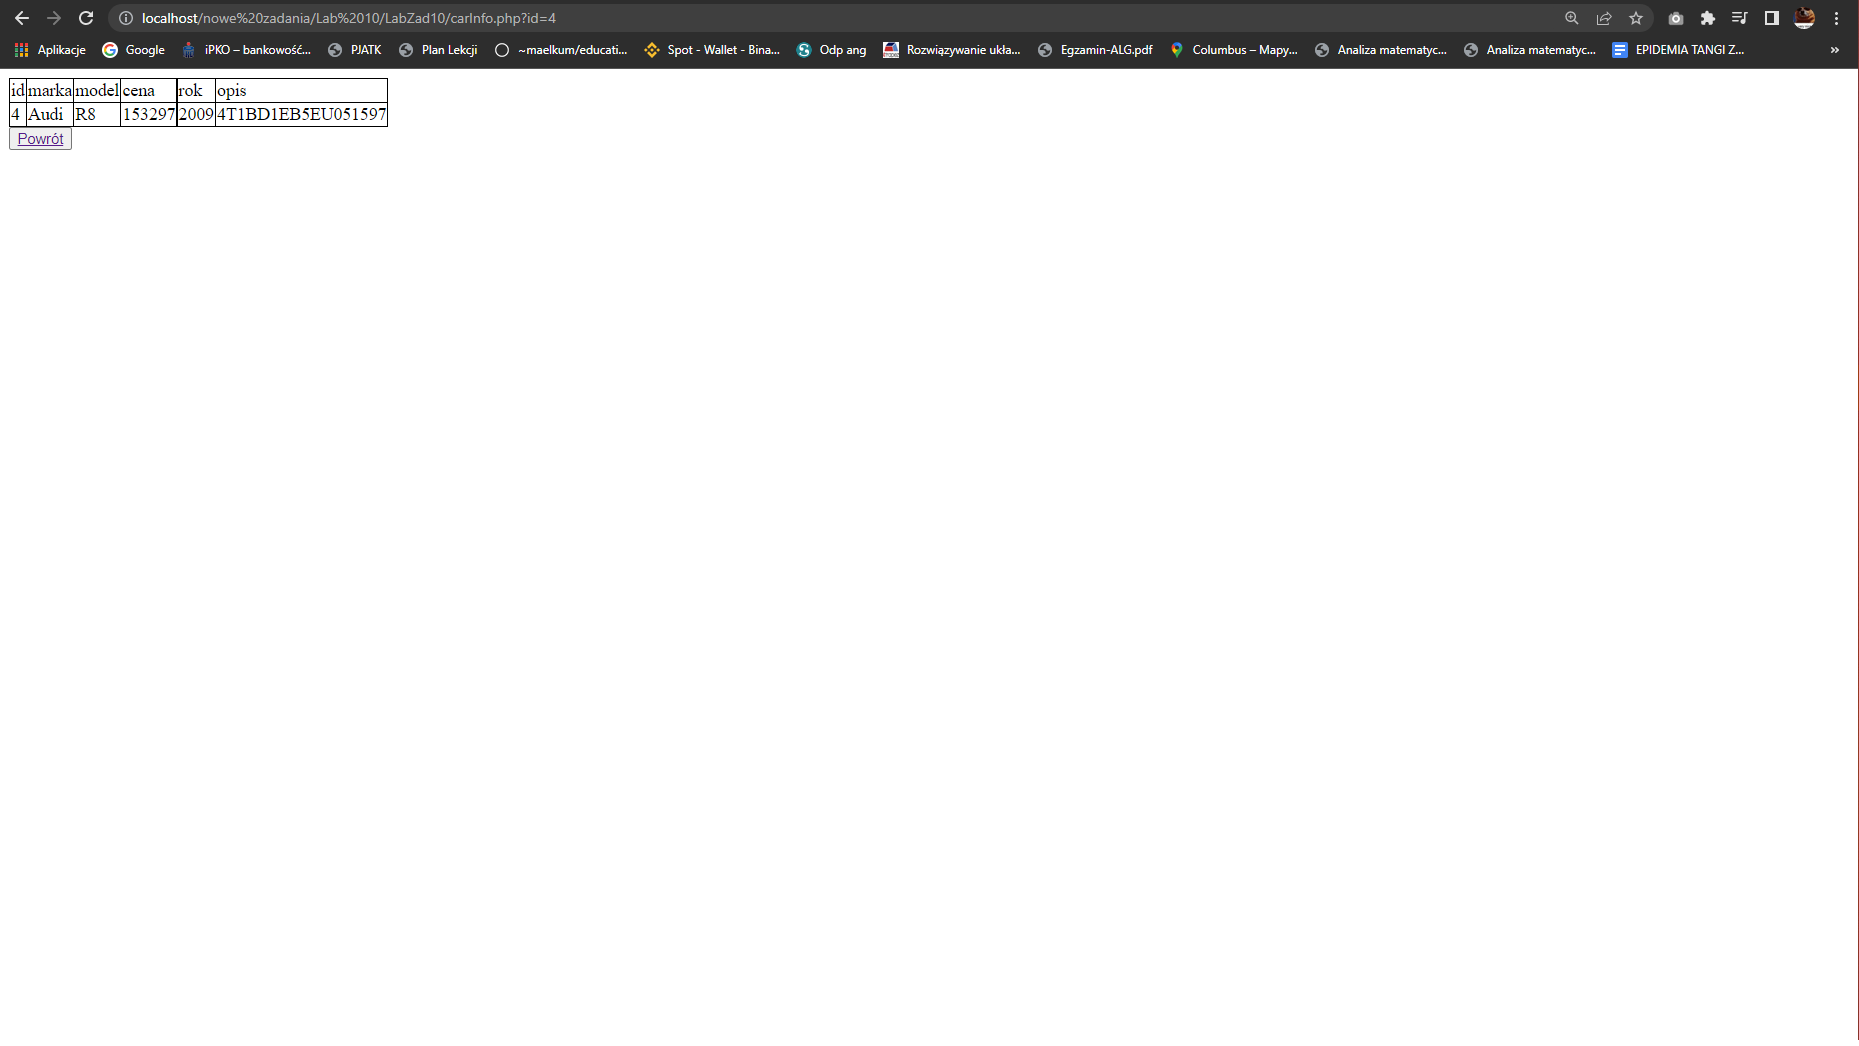 localhost/nowe%20zadania/Lab%2010/LabZad10/carInfo.php?id=4
Aplikacje Google iPKO – bankowość... PJATK Plan Lekcji ~maelkum/educati... Spot - Wallet - Bina... Odp ang Rozwiązywanie ukła... Egzamin-ALG.pdf Columbus – Mapy... Analiza matematyc... Analiza matematyc... EPIDEMIA TANGI Z... »
id marka model cena rok opis
4 Audi R8 153297 2009 4T1BD1EB5EU051597
Powrót